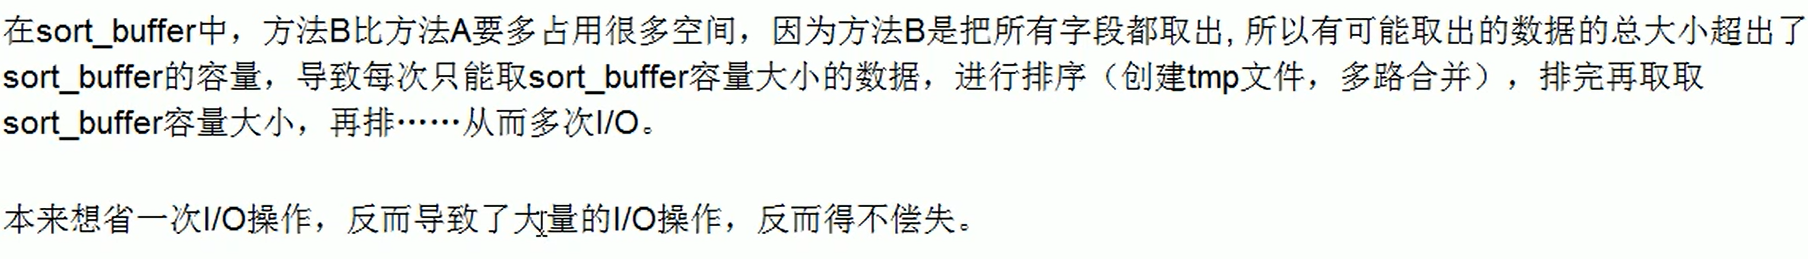 在sort_buffer中，方法B比方法A要多占用很多空间，因为方法B是把所有字段都取出, 所以有可能取出的数据的总大小超出了
sort_buffer的容量，导致每次只能取sort_buffer容量大小的数据，进行排序（创建tmp文件，多路合并），排完再取取
sort_buffer容量大小，再排……从而多次I/O。
本来想省一次I/O操作，反而导致了大量的I/O操作，反而得不偿失。